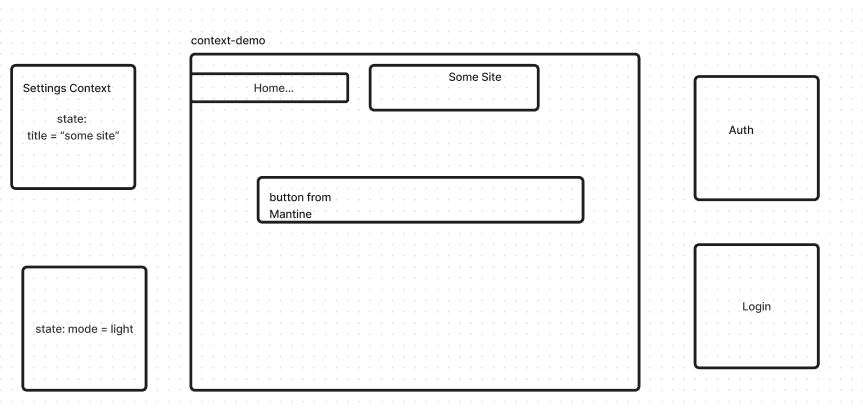 context-demo
Settings Context
state:
title = “some site”
Home...
Some Site
button from
Mantine
Auth
state: mode = light
Login